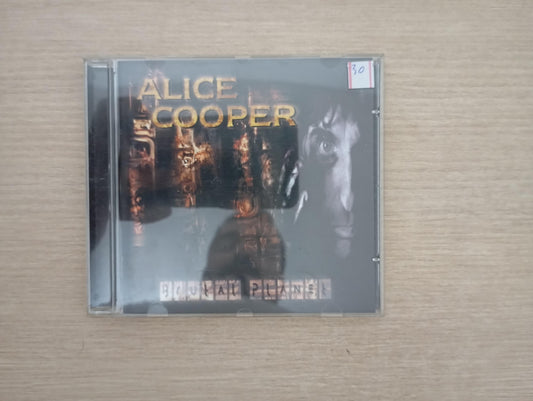 ALICE
COOPER
30
BRUTAL PLANET